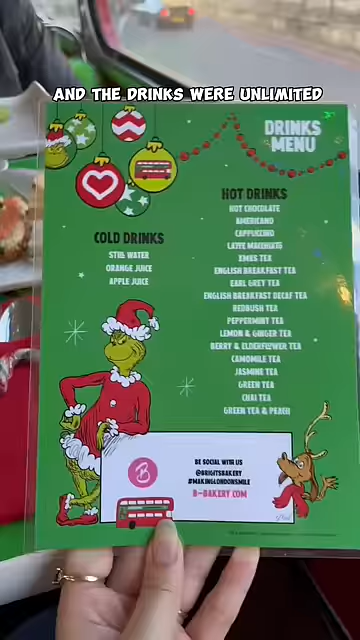 AND THE DRINKS WERE UNLIMITED
DRINKS
MENU
COLD DRINKS
STILL WATER
ORANGE JUICE
APPLE JUICE
HOT DRINKS
HOT CHOCOLATE
AMERICANO
CAPPUCCINO
LATTE MACCHIATO
XMAS TEA
ENGLISH BREAKFAST TEA
EARL GREY TEA
ENGLISH BREAKFAST DECAF TEA
REDBUSH TEA
PEPPERMINT TEA
LEMON & GINGER TEA
BERRY & ELDERFLOWER TEA
CAMOMILE TEA
JASMINE TEA
GREEN TEA
CHAI TEA
GREEN TEA & PEACH
B
BE SOCIAL WITH US
@BRIGITSBAKERY
#MAKINGLONDONSMILE
B-BAKERY.COM